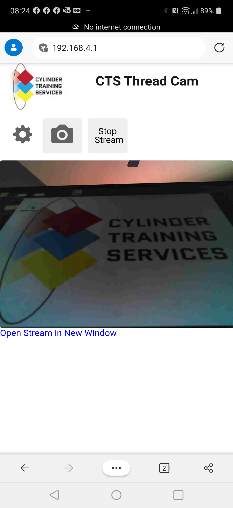 08:24
89%
No internet connection
192.168.4.1
CYLINDER
TRAINING
SERVICES
CTS Thread Cam
Stop
Stream
CYLINDER
TRAINING
SERVICES
Open Stream In New Window
2